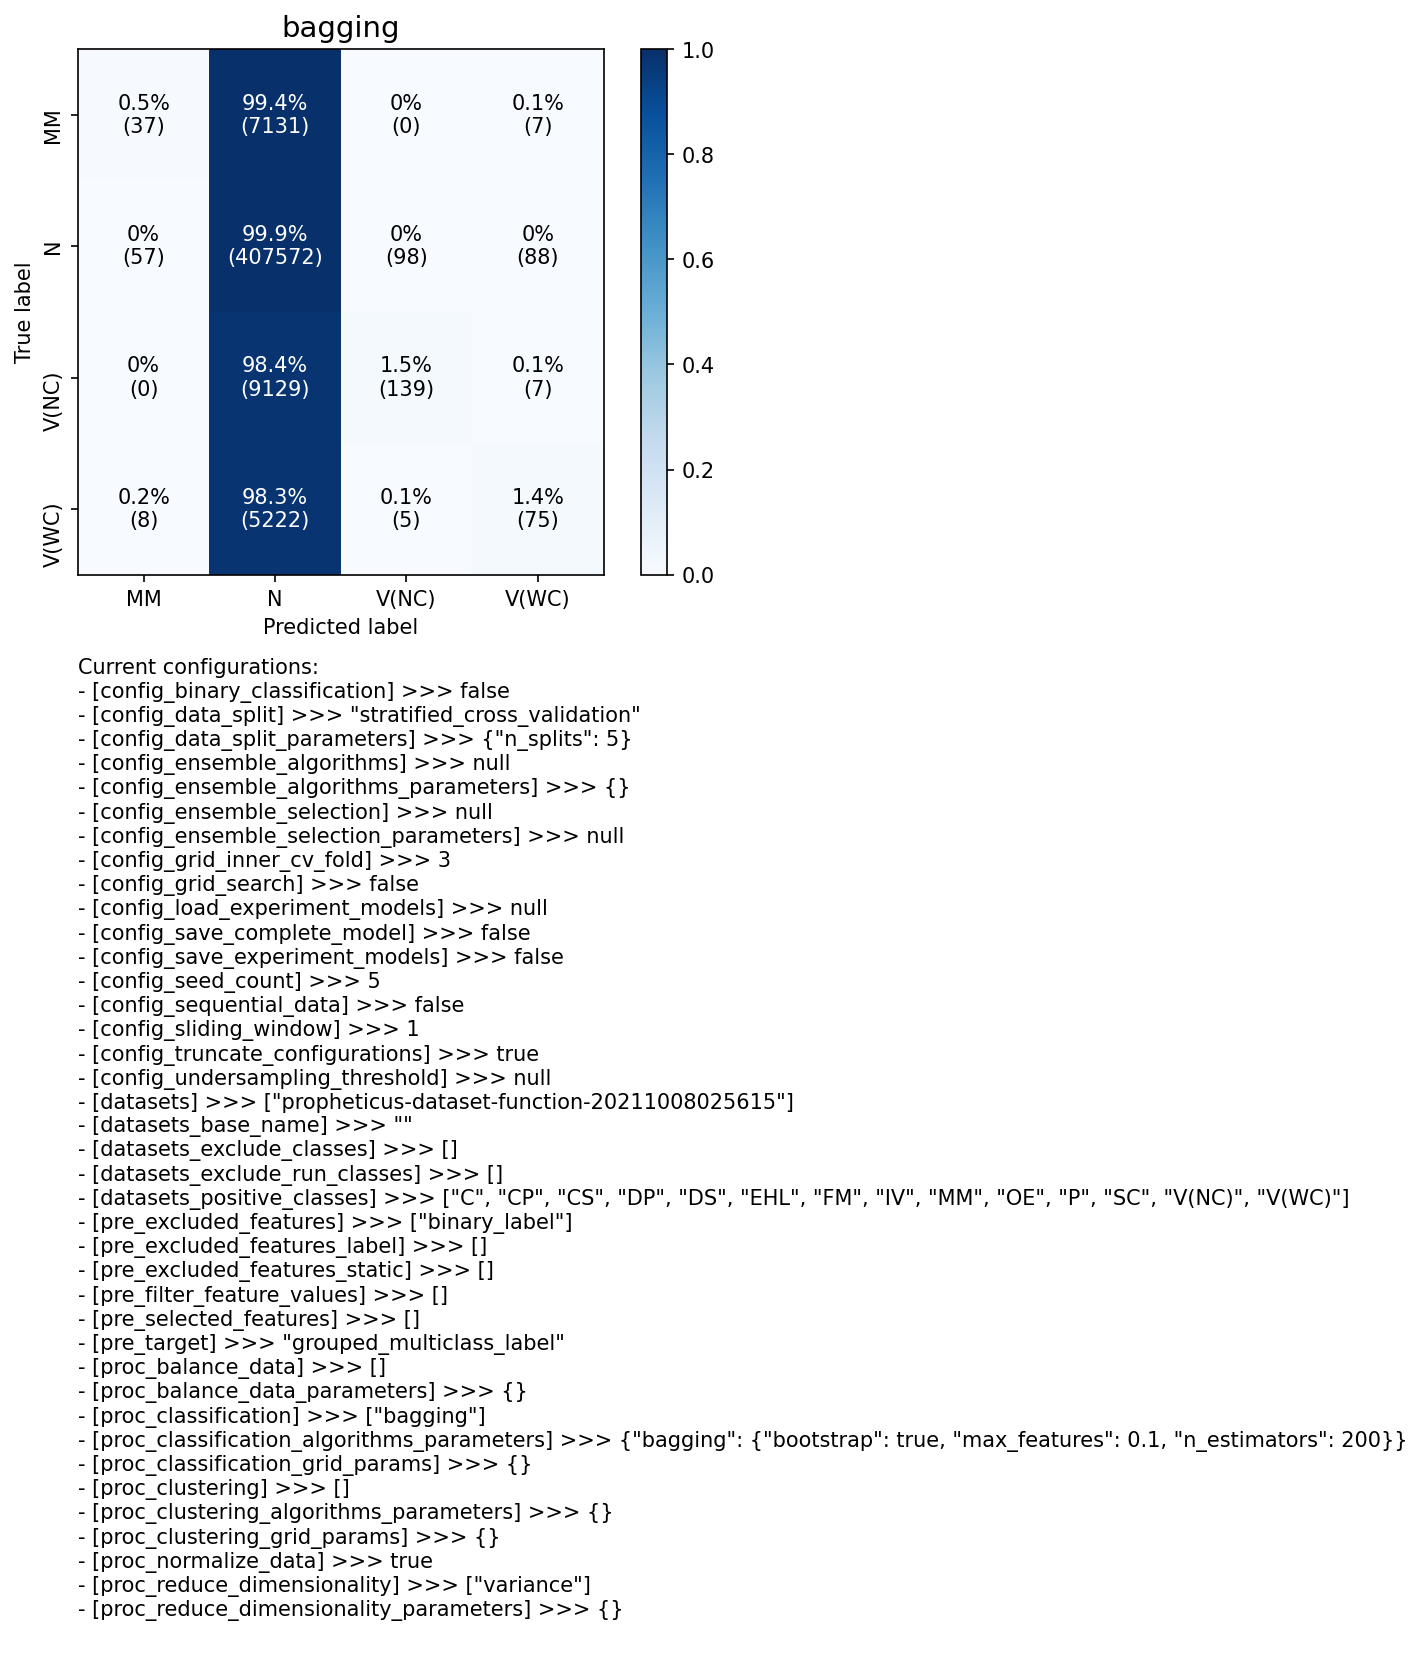 bagging
0.5% 99.4% 0% 0.1%
(37) (7131) (0) (7)
0% 99.9% 0% 0%
(57) (407572) (98) (88)
0% 98.4% 1.5% 0.1%
(0) (9129) (139) (7)
0.2% 98.3% 0.1% 1.4%
(8) (5222) (5) (75)
True label
MM
N
V(NC)
V(WC)
MM N V(NC) V(WC)
Predicted label
1.0
0.8
0.6
0.4
0.2
0.0
Current configurations:
- [config_binary_classification] >>> false
- [config_data_split] >>> "stratified_cross_validation"
- [config_data_split_parameters] >>> {"n_splits": 5}
- [config_ensemble_algorithms] >>> null
- [config_ensemble_algorithms_parameters] >>> {}
- [config_ensemble_selection] >>> null
- [config_ensemble_selection_parameters] >>> null
- [config_grid_inner_cv_fold] >>> 3
- [config_grid_search] >>> false
- [config_load_experiment_models] >>> null
- [config_save_complete_model] >>> false
- [config_save_experiment_models] >>> false
- [config_seed_count] >>> 5
- [config_sequential_data] >>> false
- [config_sliding_window] >>> 1
- [config_truncate_configurations] >>> true
- [config_undersampling_threshold] >>> null
- [datasets] >>> ["propheticus-dataset-function-20211008025615"]
- [datasets_base_name] >>> ""
- [datasets_exclude_classes] >>> []
- [datasets_exclude_run_classes] >>> []
- [datasets_positive_classes] >>> ["C", "CP", "CS", "DP", "DS", "EHL", "FM", "IV", "MM", "OE", "P", "SC", "V(NC)", "V(WC)"]
- [pre_excluded_features] >>> ["binary_label"]
- [pre_excluded_features_label] >>> []
- [pre_excluded_features_static] >>> []
- [pre_filter_feature_values] >>> []
- [pre_selected_features] >>> []
- [pre_target] >>> "grouped_multiclass_label"
- [proc_balance_data] >>> []
- [proc_balance_data_parameters] >>> {}
- [proc_classification] >>> ["bagging"]
- [proc_classification_algorithms_parameters] >>> {"bagging": {"bootstrap": true, "max_features": 0.1, "n_estimators": 200}}
- [proc_classification_grid_params] >>> {}
- [proc_clustering] >>> []
- [proc_clustering_algorithms_parameters] >>> {}
- [proc_clustering_grid_params] >>> {}
- [proc_normalize_data] >>> true
- [proc_reduce_dimensionality] >>> ["variance"]
- [proc_reduce_dimensionality_parameters] >>> {}